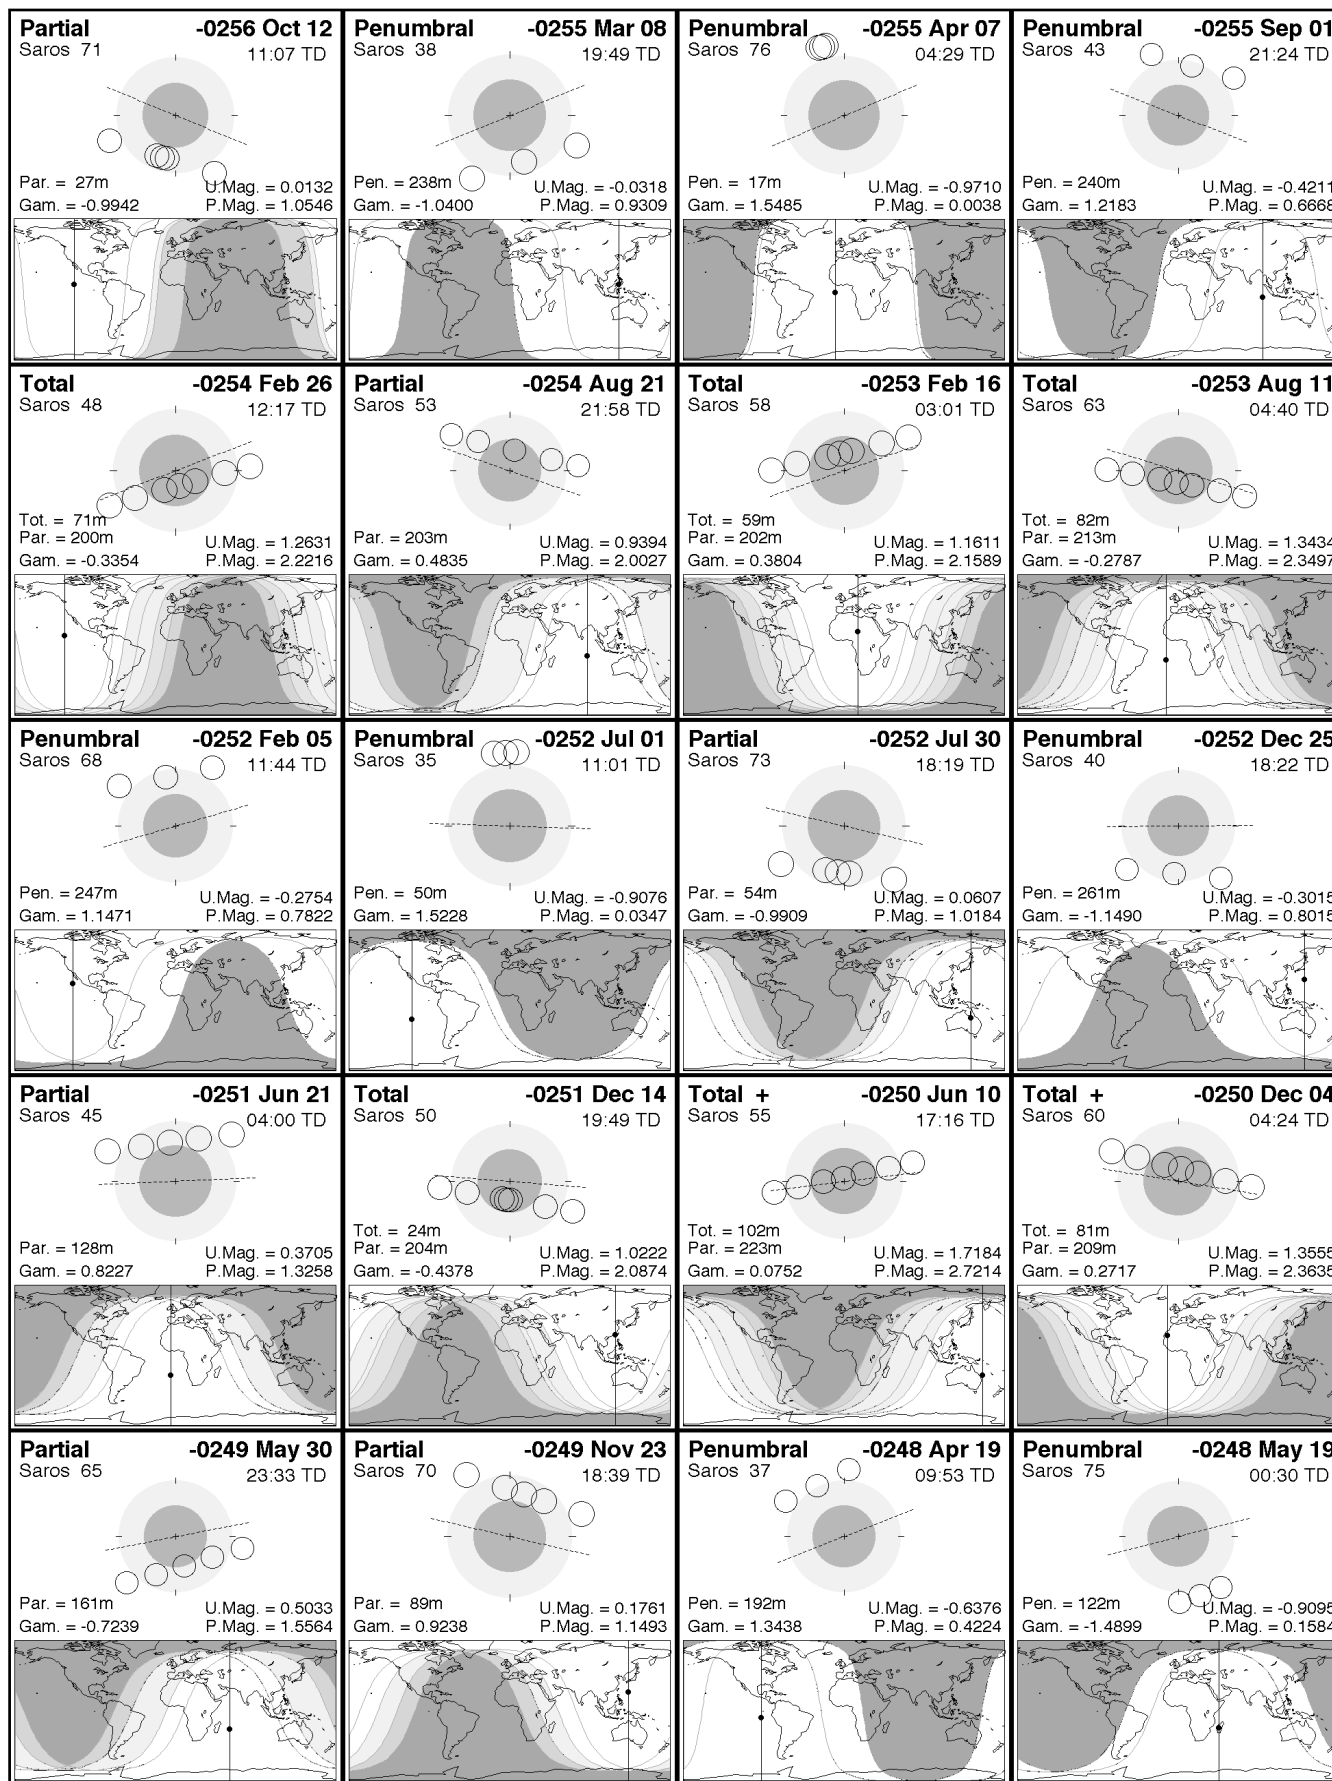 Partial -0256 Oct 12
Saros 71 11:07 TD
Par. = 27m U.Mag. = 0.0132
Gam. = -0.9942 P.Mag. = 1.0546
Penumbral -0255 Mar 08
Saros 38 19:49 TD
Pen. = 238m U.Mag. = -0.0318
Gam. = -1.0400 P.Mag. = 0.9309
Penumbral -0255 Apr 07
Saros 76 04:29 TD
Pen. = 17m U.Mag. = -0.9710
Gam. = 1.5485 P.Mag. = 0.0038
Penumbral -0255 Sep 01
Saros 43 21:24 TD
Pen. = 240m U.Mag. = -0.4211
Gam. = 1.2183 P.Mag. = 0.6668
Total -0254 Feb 26
Saros 48 12:17 TD
Tot. = 71m
Par. = 200m U.Mag. = 1.2631
Gam. = -0.3354 P.Mag. = 2.2216
Partial -0254 Aug 21
Saros 53 21:58 TD
Par. = 203m U.Mag. = 0.9394
Gam. = 0.4835 P.Mag. = 2.0027
Total -0253 Feb 16
Saros 58 03:01 TD
Tot. = 59m
Par. = 202m U.Mag. = 1.1611
Gam. = 0.3804 P.Mag. = 2.1589
Total -0253 Aug 11
Saros 63 04:40 TD
Tot. = 82m
Par. = 213m U.Mag. = 1.3434
Gam. = -0.2787 P.Mag. = 2.3497
Penumbral -0252 Feb 05
Saros 68 11:44 TD
Pen. = 247m U.Mag. = -0.2754
Gam. = 1.1471 P.Mag. = 0.7822
Penumbral -0252 Jul 01
Saros 35 11:01 TD
Pen. = 50m U.Mag. = -0.9076
Gam. = 1.5228 P.Mag. = 0.0347
Partial -0252 Jul 30
Saros 73 18:19 TD
Par. = 54m U.Mag. = 0.0607
Gam. = -0.9909 P.Mag. = 1.0184
Penumbral -0252 Dec 25
Saros 40 18:22 TD
Pen. = 261m U.Mag. = -0.3015
Gam. = -1.1490 P.Mag. = 0.8015
Partial -0251 Jun 21
Saros 45 04:00 TD
Par. = 128m U.Mag. = 0.3705
Gam. = 0.8227 P.Mag. = 1.3258
Total -0251 Dec 14
Saros 50 19:49 TD
Tot. = 24m
Par. = 204m U.Mag. = 1.0222
Gam. = -0.4378 P.Mag. = 2.0874
Total + -0250 Jun 10
Saros 55 17:16 TD
Tot. = 102m
Par. = 223m U.Mag. = 1.7184
Gam. = 0.0752 P.Mag. = 2.7214
Total + -0250 Dec 04
Saros 60 04:24 TD
Tot. = 81m
Par. = 209m U.Mag. = 1.3555
Gam. = 0.2717 P.Mag. = 2.3635
Partial -0249 May 30
Saros 65 23:33 TD
Par. = 161m U.Mag. = 0.5033
Gam. = -0.7239 P.Mag. = 1.5564
Partial -0249 Nov 23
Saros 70 18:39 TD
Par. = 89m U.Mag. = 0.1761
Gam. = 0.9238 P.Mag. = 1.1493
Penumbral -0248 Apr 19
Saros 37 09:53 TD
Pen. = 192m U.Mag. = -0.6376
Gam. = 1.3438 P.Mag. = 0.4224
Penumbral -0248 May 19
Saros 75 00:30 TD
Pen. = 122m U.Mag. = -0.9095
Gam. = -1.4899 P.Mag. = 0.1584